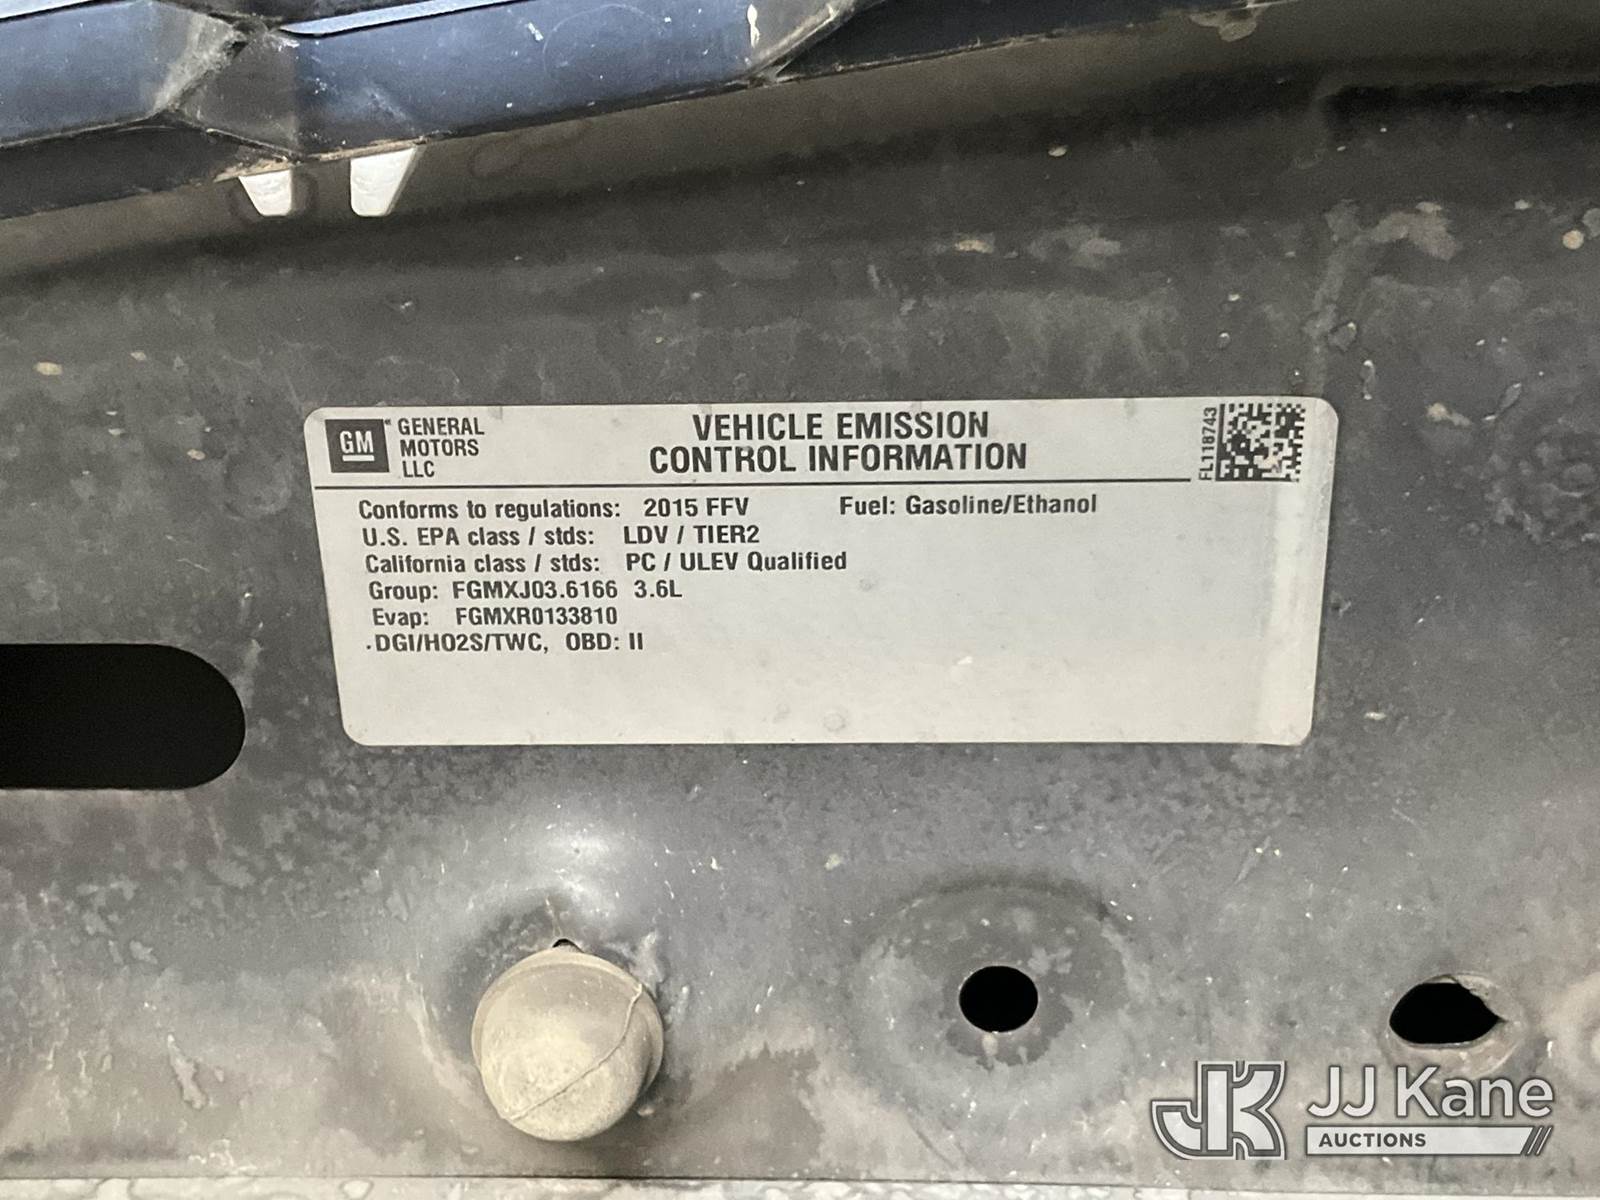 GM
GENERAL
MOTORS
LLC
VEHICLE EMISSION
CONTROL INFORMATION
FL118743
Conforms to regulations: 2015 FFV Fuel: Gasoline/Ethanol
U.S. EPA class / stds: LDV / TIER2
California class / stds: PC / ULEV Qualified
Group: FGMXJ03.6166 3.6L
Evap: FGMXR0133810
.DGI/HO2S/TWC, OBD: II
JK JJ Kane
AUCTIONS